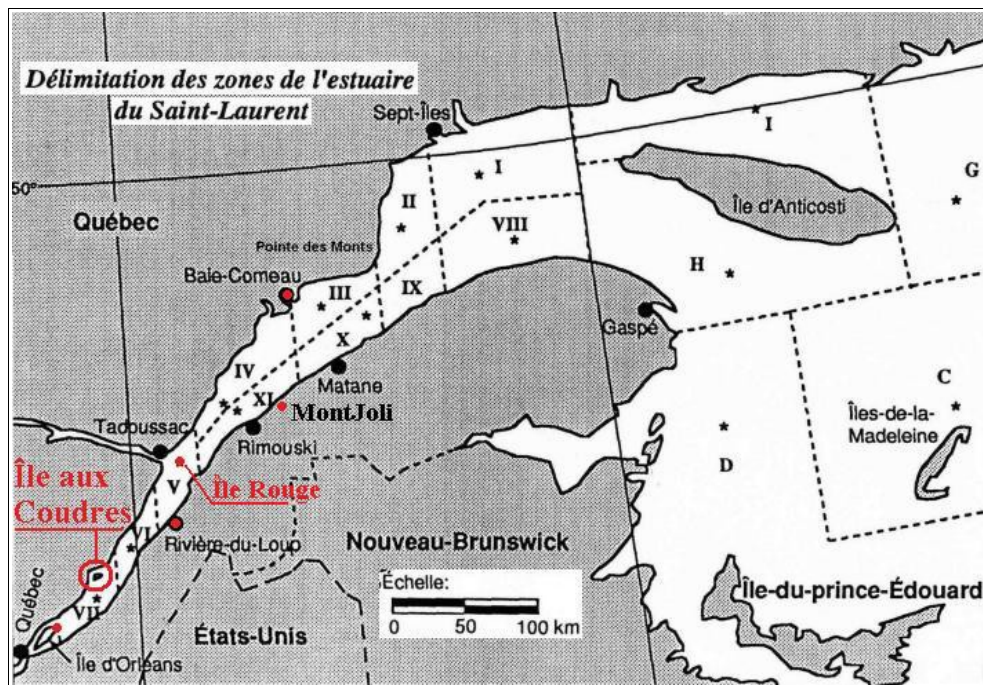 Délimitation des zones de l'estuaire
du Saint-Laurent
Sept-Îles
I
I
50°
G
Québec
II
Île d'Anticosti
VIII
Pointe des Monts
H
Baie-Comeau
III
IX
Gaspé
X
C
IV
Matane
XI
MontJoli
Îles-de-la-
Madeleine
Tadoussac
Rimouski
D
Île aux
Coudres
V
Île Rouge
VI
Rivière-du-Loup
Nouveau-Brunswick
Échelle:
Île-du-prince-Édouard
Québec
VII
États-Unis
0 50 100 km
Île d'Orléans